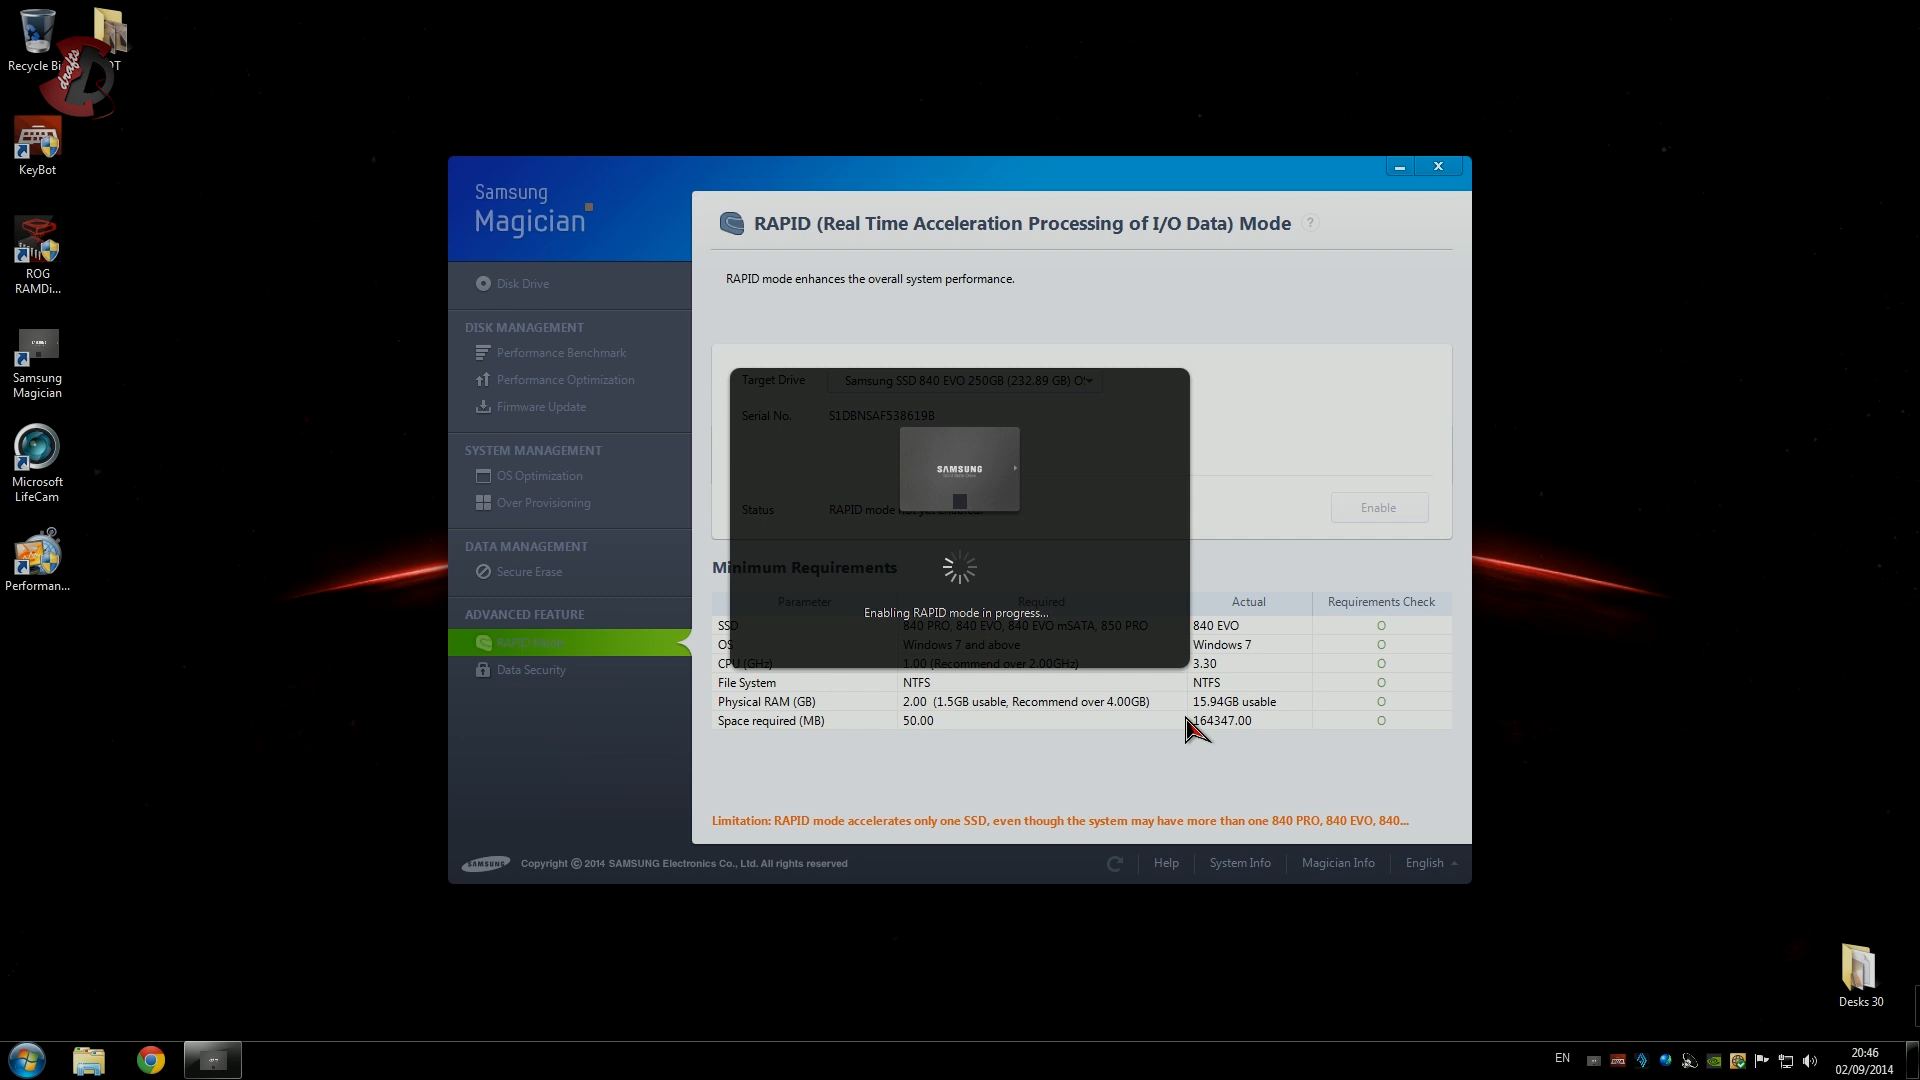 Recycle Bi
drafts
KeyBot
ROG
RAMDi...
Samsung
Magician
Microsoft
LifeCam
Performan...
Samsung
Magician
Disk Drive
DISK MANAGEMENT
Performance Benchmark
Performance Optimization
Firmware Update
SYSTEM MANAGEMENT
OS Optimization
Over Provisioning
DATA MANAGEMENT
Secure Erase
ADVANCED FEATURE
RAPID Mode
Data Security
RAPID (Real Time Acceleration Processing of I/O Data) Mode ?
RAPID mode enhances the overall system performance.
Target Drive Samsung SSD 840 EVO 250GB (232.89 GB) O:
Serial No. S1DBNSAF538619B
SAMSUNG
Status RAPID mode not yet enabled.
Enable
Enabling RAPID mode in progress...
Minimum Requirements
Parameter Required Actual Requirements Check
SSD 840 PRO, 840 EVO, 840 EVO mSATA, 850 PRO 840 EVO O
OS Windows 7 and above Windows 7 O
CPU (GHz) 1.00 (Recommend over 2.00GHz) 3.30 O
File System NTFS NTFS O
Physical RAM (GB) 2.00 (1.5GB usable, Recommend over 4.00GB) 15.94GB usable O
Space required (MB) 50.00 164347.00 O
Limitation: RAPID mode accelerates only one SSD, even though the system may have more than one 840 PRO, 840 EVO, 840...
SAMSUNG Copyright © 2014 SAMSUNG Electronics Co., Ltd. All rights reserved
Help System Info Magician Info English
Desks 30
EN
20:46
02/09/2014